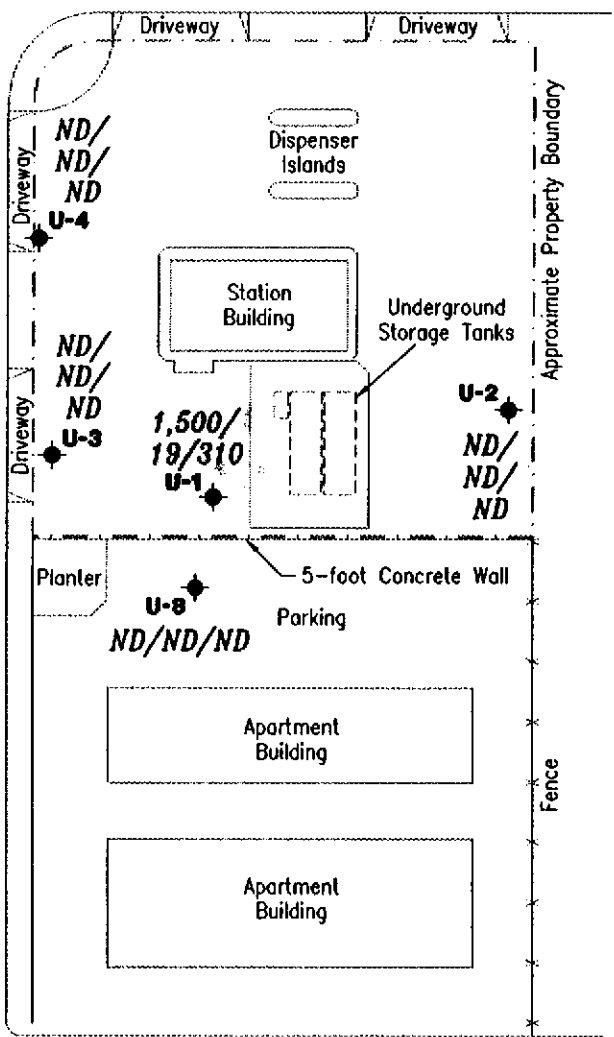 Driveway
Driveway
ND/
ND/
ND
Driveway
U-4
Dispenser
Islands
Approximate Property Boundary
Station
Building
Underground
Storage Tanks
ND/
ND/
ND
Driveway
U-3
1,500/
19/310
U-1
U-2
ND/
ND/
ND
Planter
5-foot Concrete Wall
U-8
Parking
ND/ND/ND
Apartment
Building
Fence
Apartment
Building